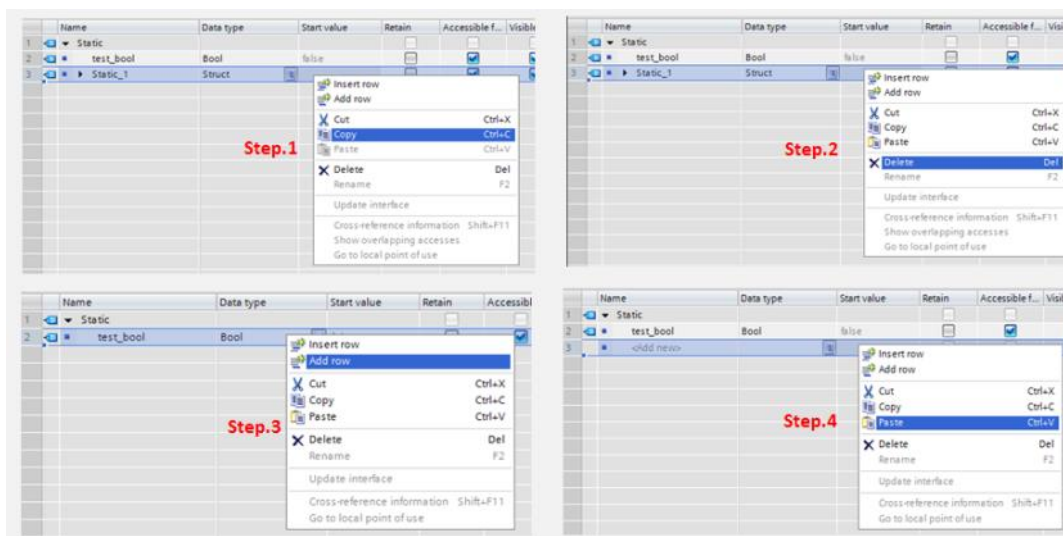 Name Data type Start value Retain Accessible f... Visible
1 Static
2 test_bool Bool false
3 Static_1 Struct
Insert row
Add row
Cut Ctrl+X
Copy Ctrl+C
Paste Ctrl+V
Delete Del
Rename F2
Update interface
Cross-reference information Shift+F11
Show overlapping accesses
Go to local point of use
Step.1
Name Data type Start value Retain Accessible f... Visi
1 Static
2 test_bool Bool false
3 Static_1 Struct
Insert row
Add row
Cut Ctrl+X
Copy Ctrl+C
Paste Ctrl+V
Delete Del
Rename F2
Update interface
Cross-reference information Shift+F11
Show overlapping accesses
Go to local point of use
Step.2
Name Data type Start value Retain Accessibl
1 Static
2 test_bool Bool
Insert row
Add row
Cut Ctrl+X
Copy Ctrl+C
Paste Ctrl+V
Delete Del
Rename F2
Update interface
Cross-reference information Shift+F11
Go to local point of use
Step.3
Name Data type Start value Retain Accessible f... Visi
1 Static
2 test_bool Bool false
3 <Add new>
Insert row
Add row
Cut Ctrl+X
Copy Ctrl+C
Paste Ctrl+V
Delete Del
Rename F2
Update interface
Cross-reference information Shift+F11
Go to local point of use
Step.4